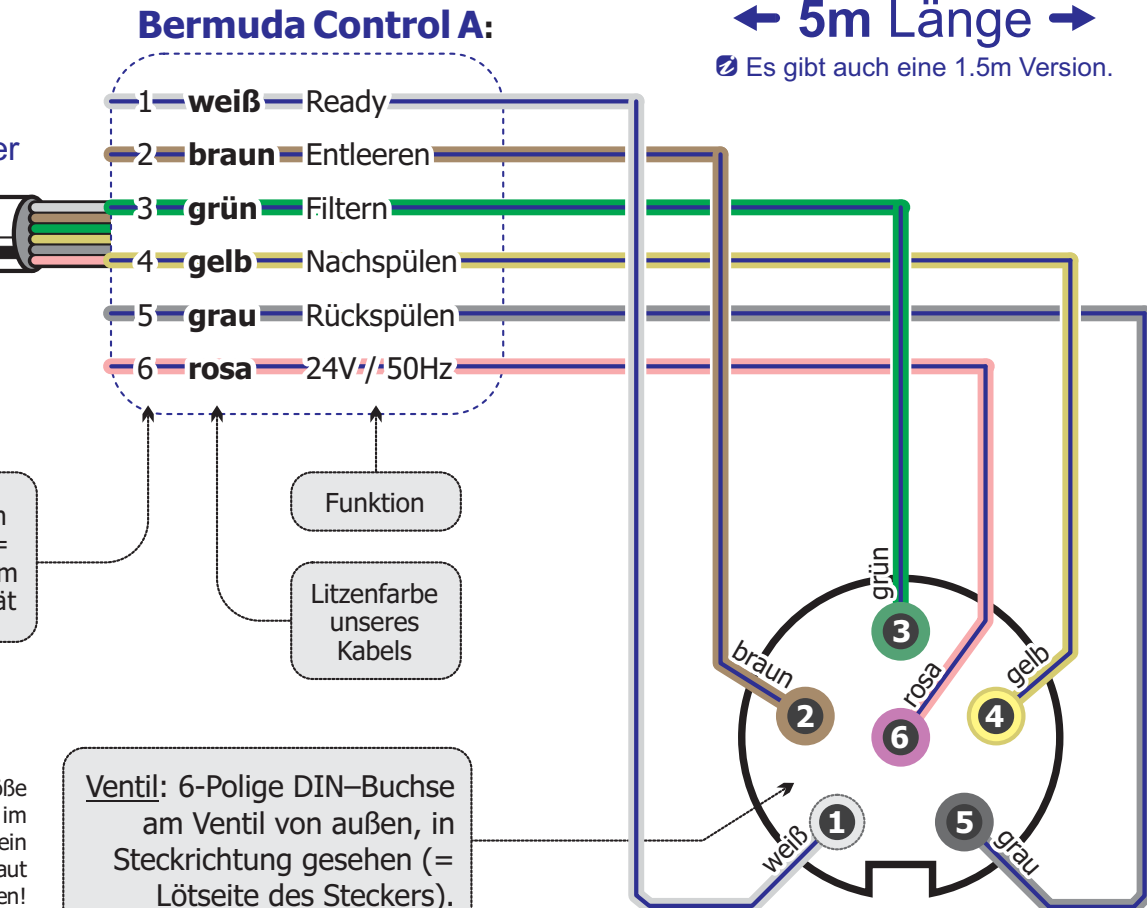 Bermuda Control A:
5m Länge
Es gibt auch eine 1.5m Version.
1 weiß Ready
2 braun Entleeren
3 grün Filtern
4 gelb Nachspülen
5 grau Rückspülen
6 rosa 24V / 50Hz
er
n
=
m
ät
Funktion
Litzenfarbe
unseres
Kabels
grün
3
braun
2
rosa
6
gelb
4
weiß
1
5
grau
öße
im
ein
aut
en!
Ventil: 6-Polige DIN–Buchse
am Ventil von außen, in
Steckrichtung gesehen (=
Lötseite des Steckers).